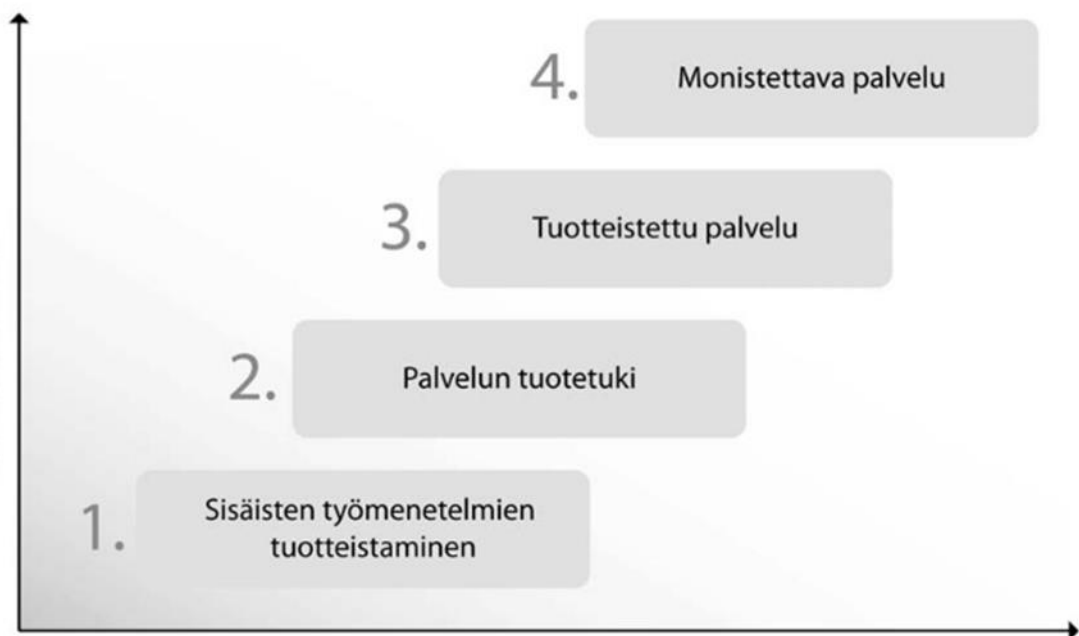 4.
Monistettava palvelu
3.
Tuotteistettu palvelu
2.
Palvelun tuotetuki
1.
Sisäisten työmenetelmien
tuotteistaminen